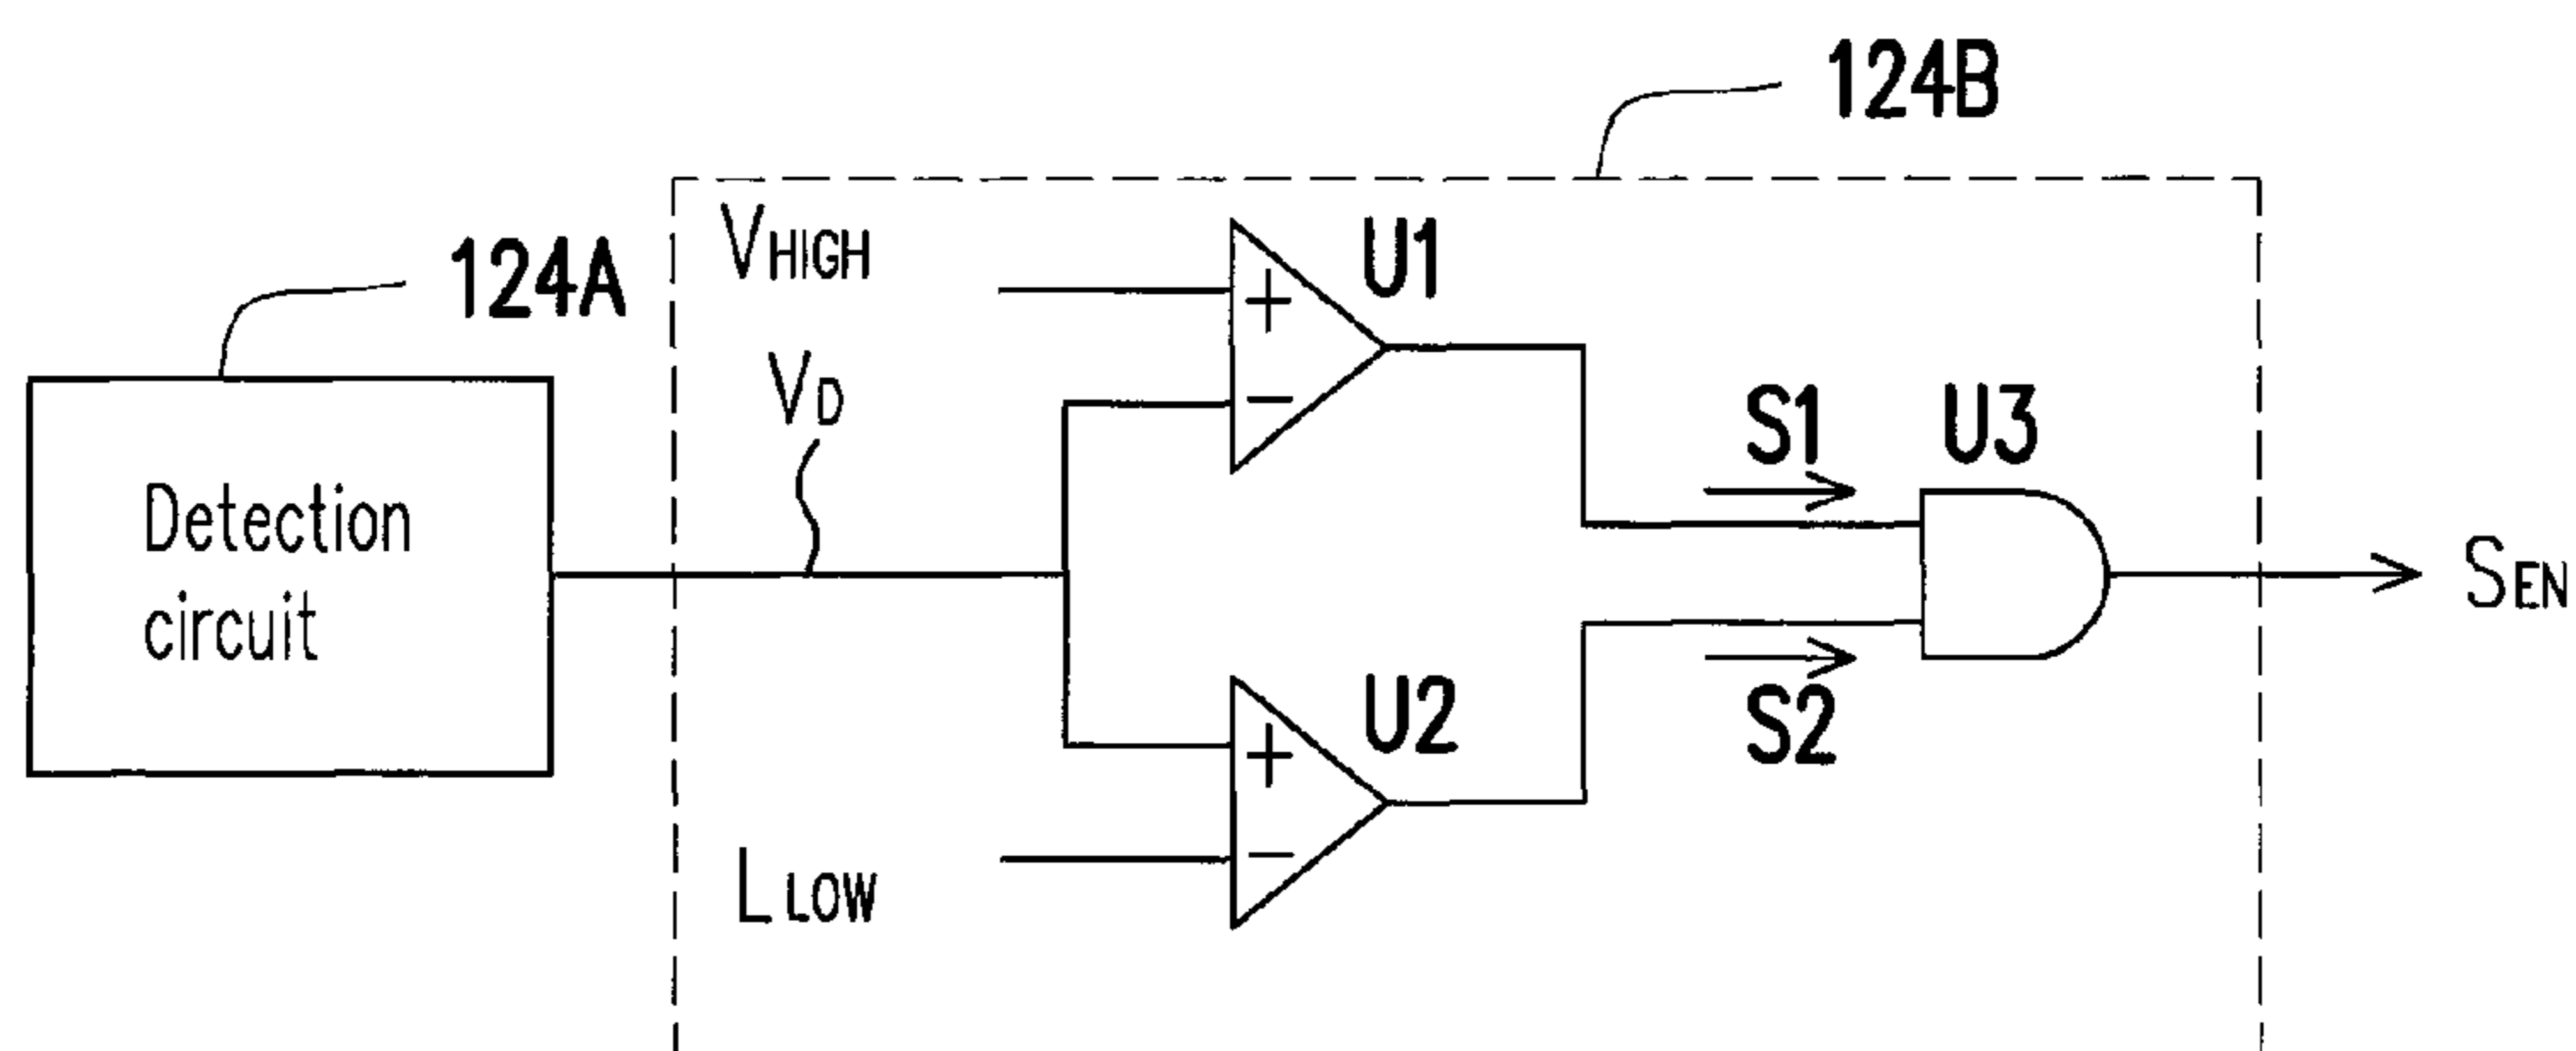 124B
VHIGH
U1
124A
VD
S1
U3
Detection
circuit
SEN
U2
S2
LLOW
+
−
+
−